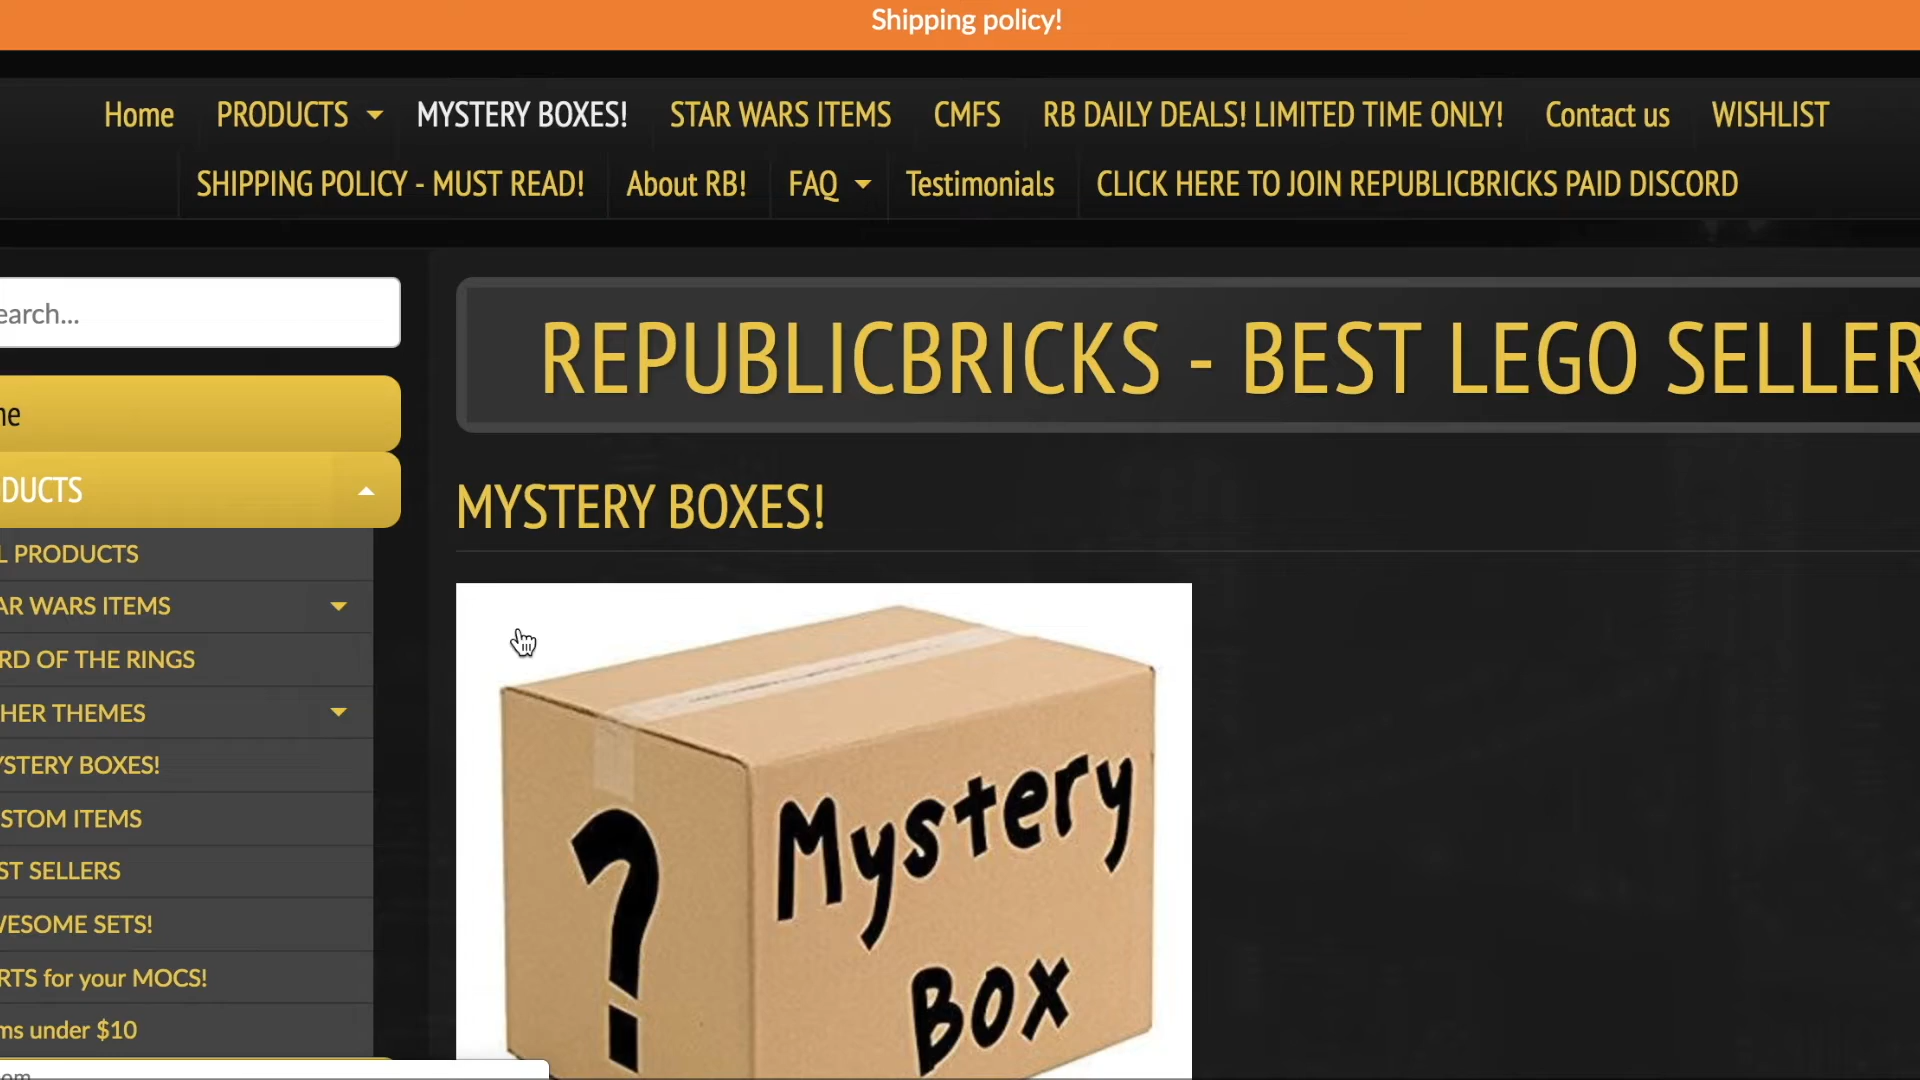 Shipping policy!
Home PRODUCTS MYSTERY BOXES! STAR WARS ITEMS CMFS RB DAILY DEALS! LIMITED TIME ONLY! Contact us WISHLIST
SHIPPING POLICY - MUST READ! About RB! FAQ Testimonials CLICK HERE TO JOIN REPUBLICBRICKS PAID DISCORD
earch...
REPUBLICBRICKS - BEST LEGO SELLER
me
DUCTS
MYSTERY BOXES!
L PRODUCTS
AR WARS ITEMS
RD OF THE RINGS
HER THEMES
YSTERY BOXES!
STOM ITEMS
ST SELLERS
WESOME SETS!
RTS for your MOCS!
ms under $10
?
Mystery
Box